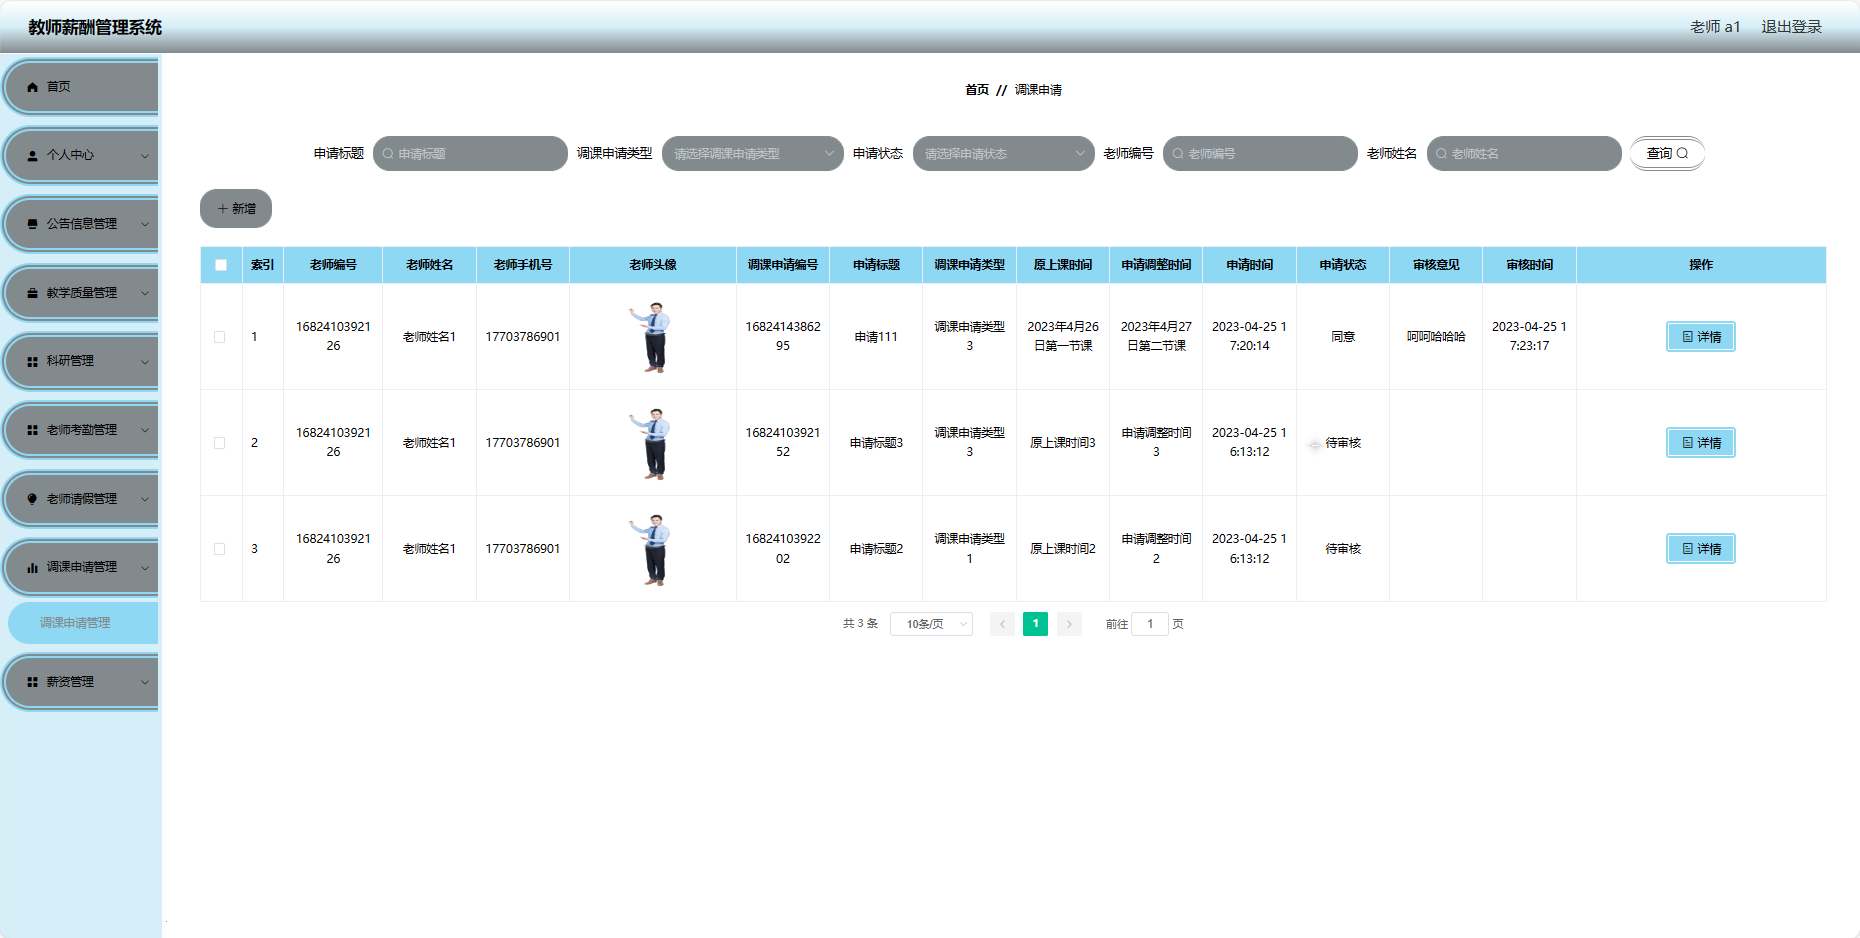 教师薪酬管理系统
老师 a1 退出登录
首页
个人中心
公告信息管理
教学质量管理
科研管理
老师考勤管理
老师请假管理
调课申请管理
调课申请管理
薪资管理
首页 // 调课申请
申请标题 申请标题 调课申请类型 请选择调课申请类型 申请状态 请选择申请状态 老师编号 老师编号 老师姓名 老师姓名 查询
新增
索引 老师编号 老师姓名 老师手机号 老师头像 调课申请编号 申请标题 调课申请类型 原上课时间 申请调整时间 申请时间 申请状态 审核意见 审核时间 操作
1 1682410392126 老师姓名1 17703786901 1682414386295 申请111 调课申请类型3 2023年4月26日第一节课 2023年4月27日第二节课 2023-04-25 17:20:14 同意 呵呵哈哈哈 2023-04-25 17:23:17 详情
2 1682410392126 老师姓名1 17703786901 1682410392152 申请标题3 调课申请类型3 原上课时间3 申请调整时间3 2023-04-25 16:13:12 待审核 详情
3 1682410392126 老师姓名1 17703786901 1682410392202 申请标题2 调课申请类型1 原上课时间2 申请调整时间2 2023-04-25 16:13:12 待审核 详情
共 3 条 10条/页 1 前往 1 页